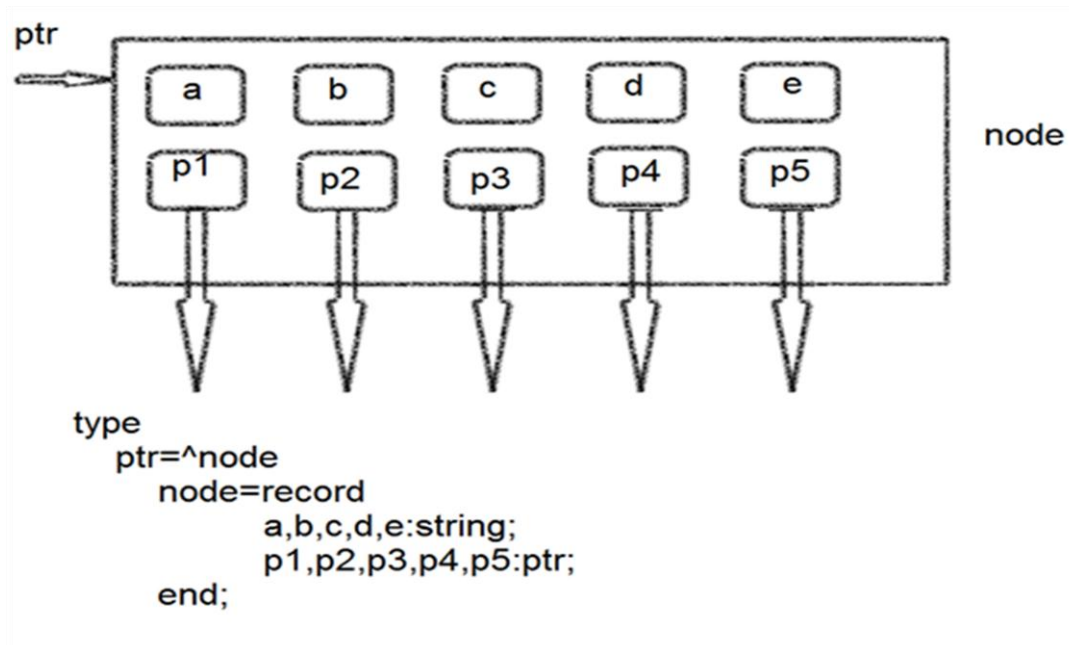 ptr
a b c d e
node
p1 p2 p3 p4 p5
type
ptr=^node
node=record
a,b,c,d,e:string;
p1,p2,p3,p4,p5:ptr;
end;